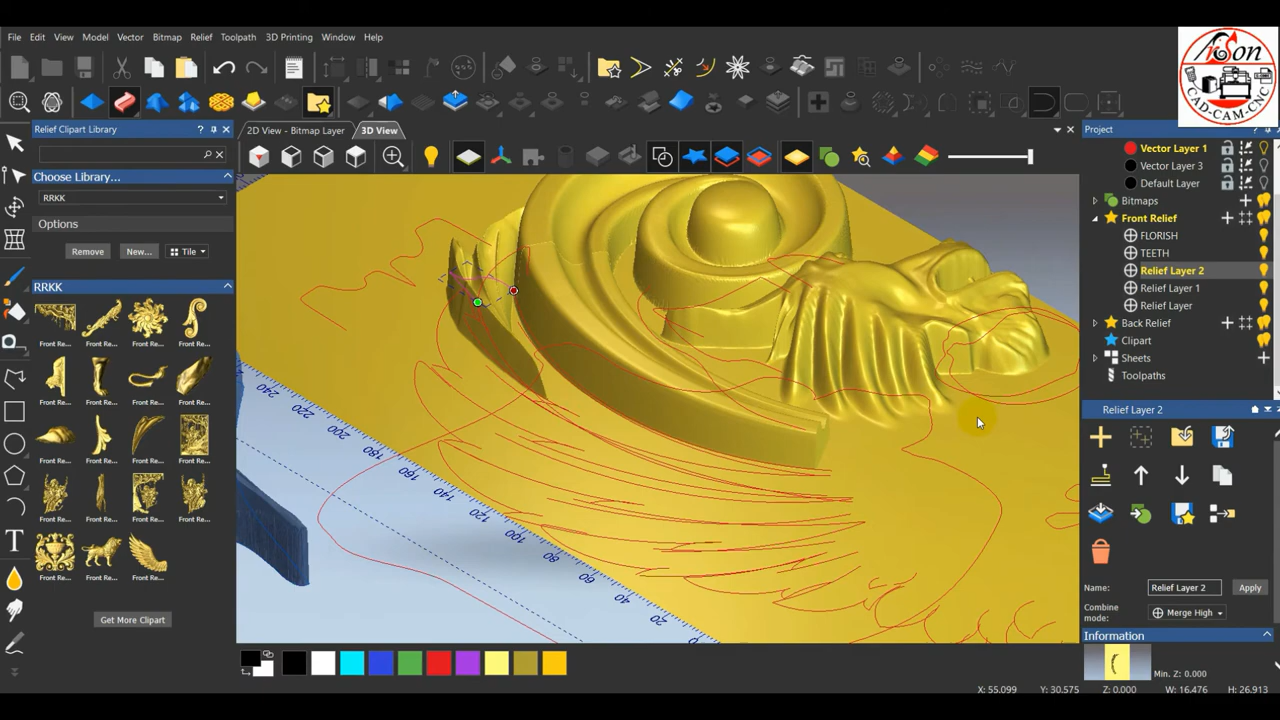 File Edit View Model Vector Bitmap Relief Toolpath 3D Printing Window Help
ArSon
CAD-CAM-CNC
Relief Clipart Library ?
2D View - Bitmap Layer 3D View
Project
Choose Library...
RRKK
Options
Remove New... Tile
RRKK
Front Re... Front Re... Front Re... Front Re...
Front Re... Front Re... Front Re... Front Re...
Front Re... Front Re... Front Re... Front Re...
Front Re... Front Re... Front Re... Front Re...
Front Re... Front Re... Front Re...
Get More Clipart
240
220
200
180
160
140
120
100
80
60
40
20
0
Vector Layer 1
Vector Layer 3
Default Layer
Bitmaps
Front Relief
FLORISH
TEETH
Relief Layer 2
Relief Layer 1
Relief Layer
Back Relief
Clipart
Sheets
Toolpaths
Relief Layer 2
Name: Relief Layer 2 Apply
Combine mode: Merge High
Information
Min. Z: 0.000
X: 55.099 Y: 30.575 Z: 0.000 W: 16.476 H: 26.913